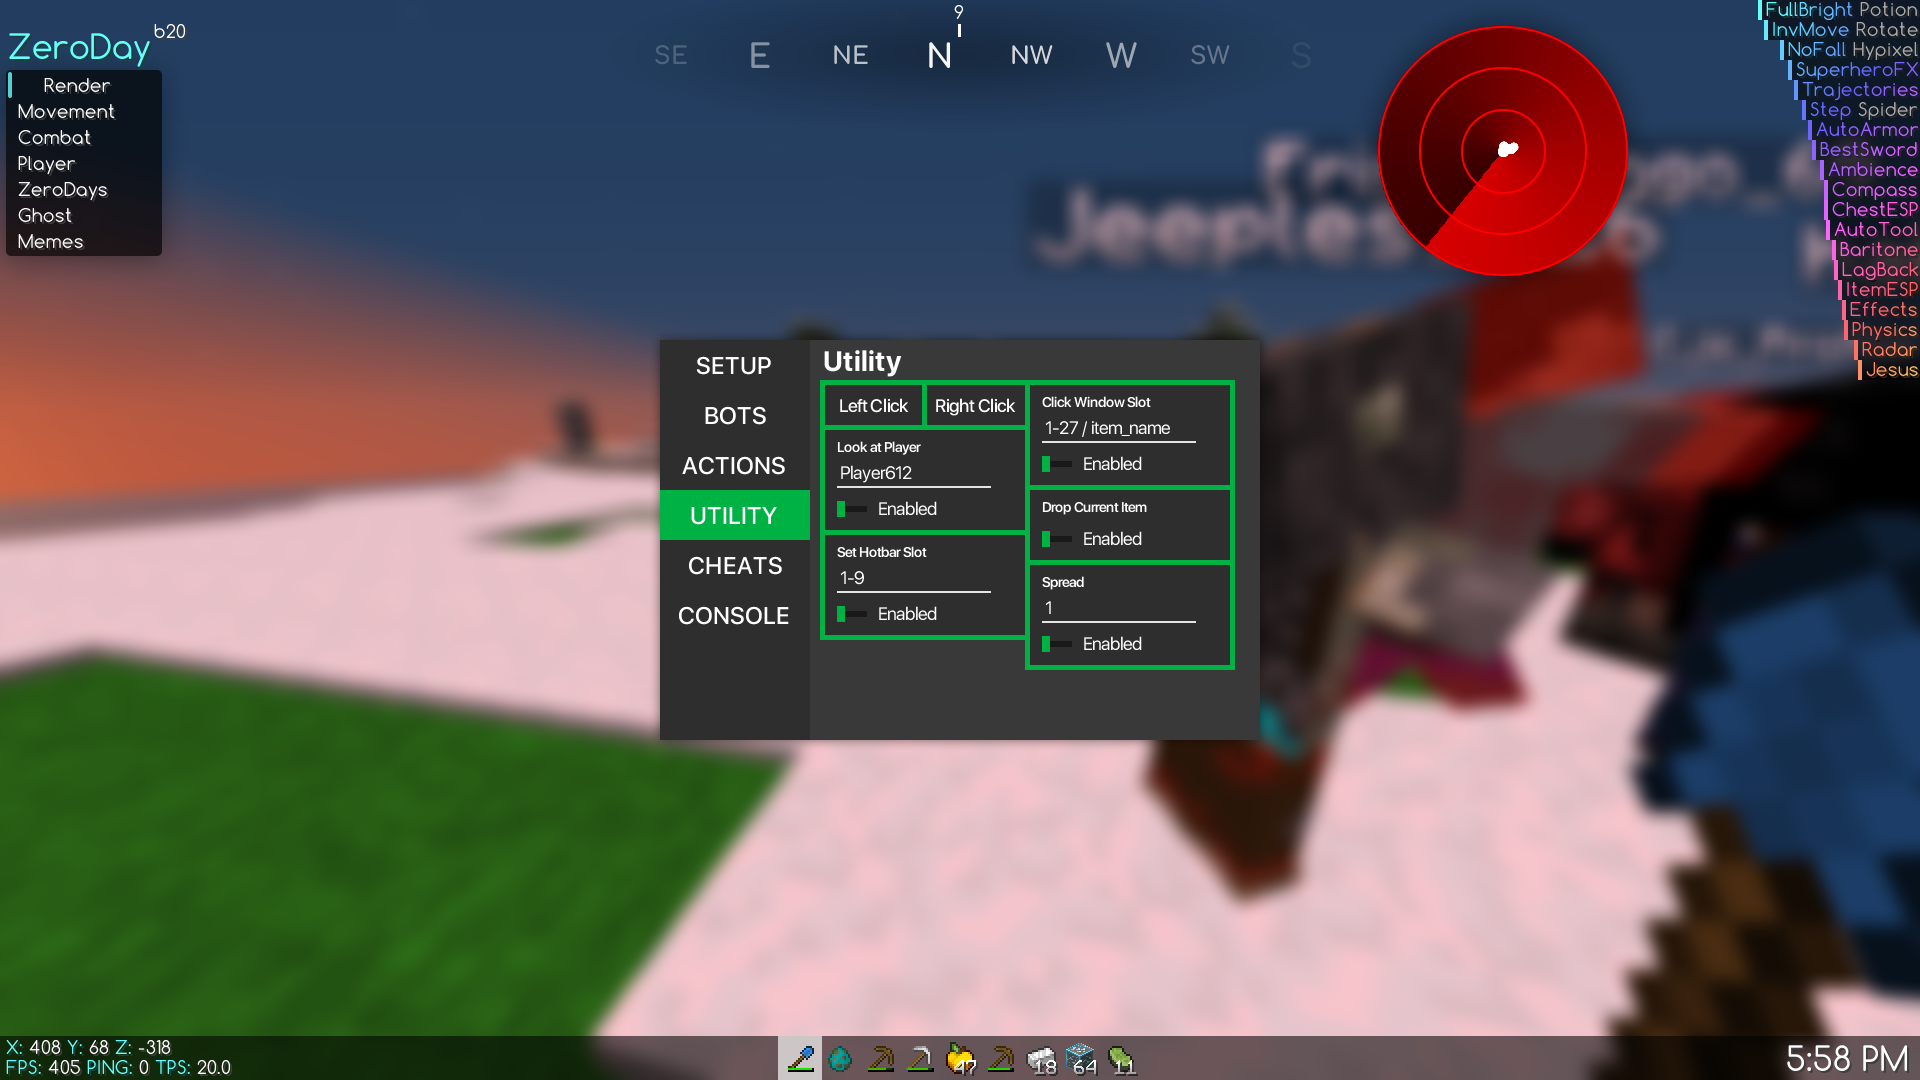 ZeroDay b20
Render
Movement
Combat
Player
ZeroDays
Ghost
Memes
9
SE E NE N NW W SW S
FullBright Potion
InvMove Rotate
NoFall Hypixel
SuperheroFX
Trajectories
Step Spider
AutoArmor
BestSword
Ambience
Compass
ChestESP
AutoTool
Baritone
LagBack
ItemESP
Effects
Physics
Radar
Jesus
SETUP
BOTS
ACTIONS
UTILITY
CHEATS
CONSOLE
Utility
Left Click
Right Click
Look at Player
Player612
Enabled
Set Hotbar Slot
1-9
Enabled
Click Window Slot
1-27 / item_name
Enabled
Drop Current Item
Enabled
Spread
1
Enabled
X: 408 Y: 68 Z: -318
FPS: 405 PING: 0 TPS: 20.0
47
18
64
11
5:58 PM